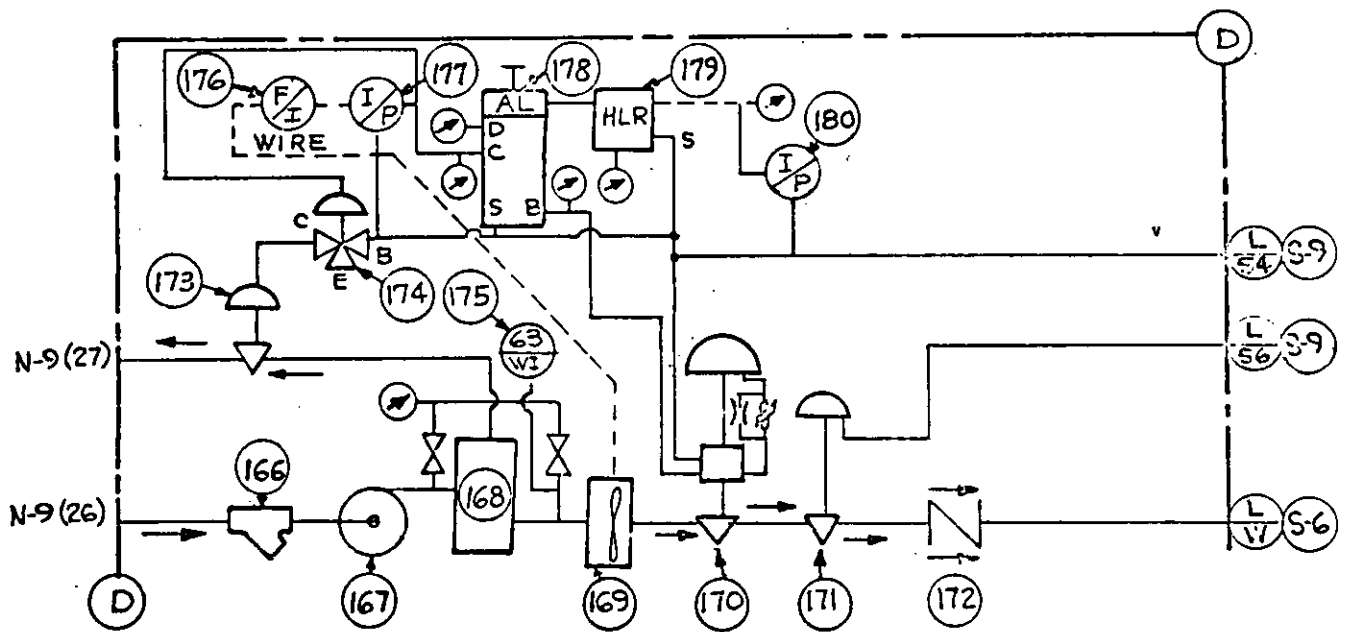 D
176
F
I
I
P
177
178
179
AL
HLR
180
D
C
WIRE
S
I
P
C
S
B
B
E
L
54
S-9
173
174
175
63
WI
L
56
S-9
N-9 (27)
166
168
N-9 (26)
e
L
W
S-6
D
167
169
170
171
172